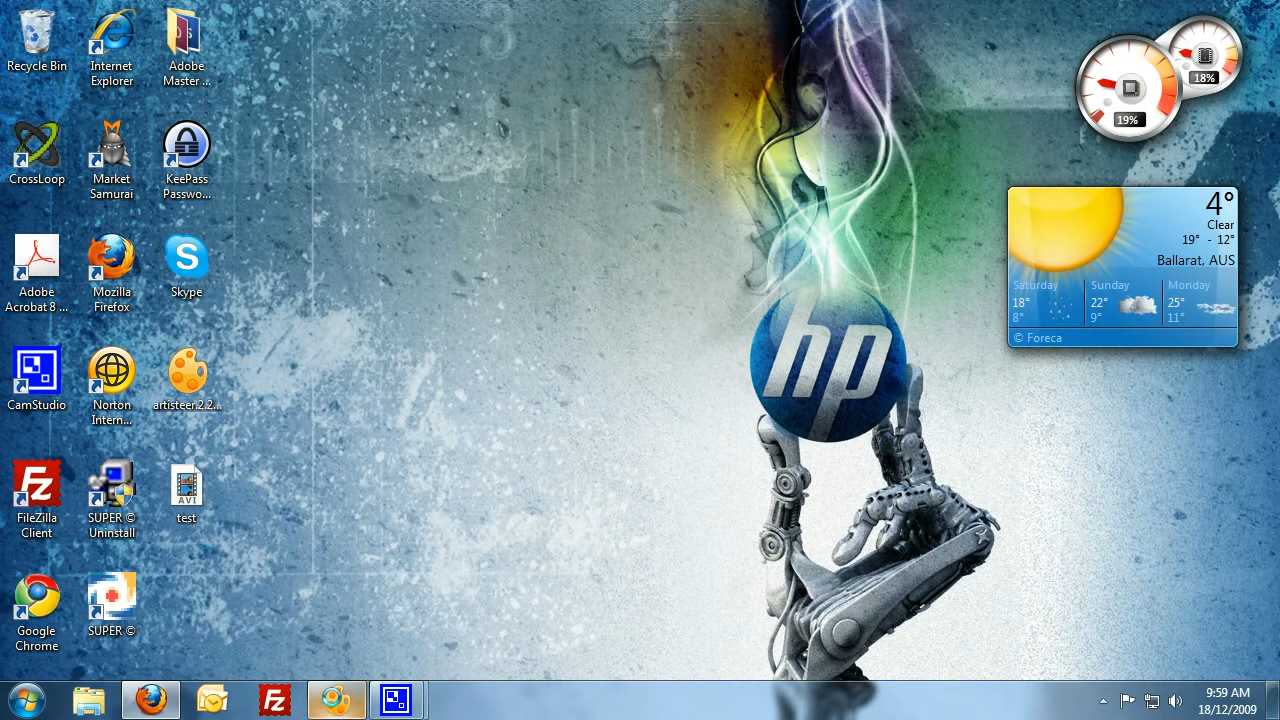 Recycle Bin
Internet
Explorer
Adobe
Master ...
CrossLoop
Market
Samurai
KeePass
Passwo...
Adobe
Acrobat 8 ...
Mozilla
Firefox
Skype
CamStudio
Norton
Intern...
artisteer.2.2...
FileZilla
Client
SUPER ©
Uninstall
AVI
test
Google
Chrome
SUPER ©
hp
18%
19%
4°
Clear
19° - 12°
Ballarat, AUS
Saturday
18°
8°
Sunday
22°
9°
Monday
25°
11°
© Foreca
9:59 AM
18/12/2009